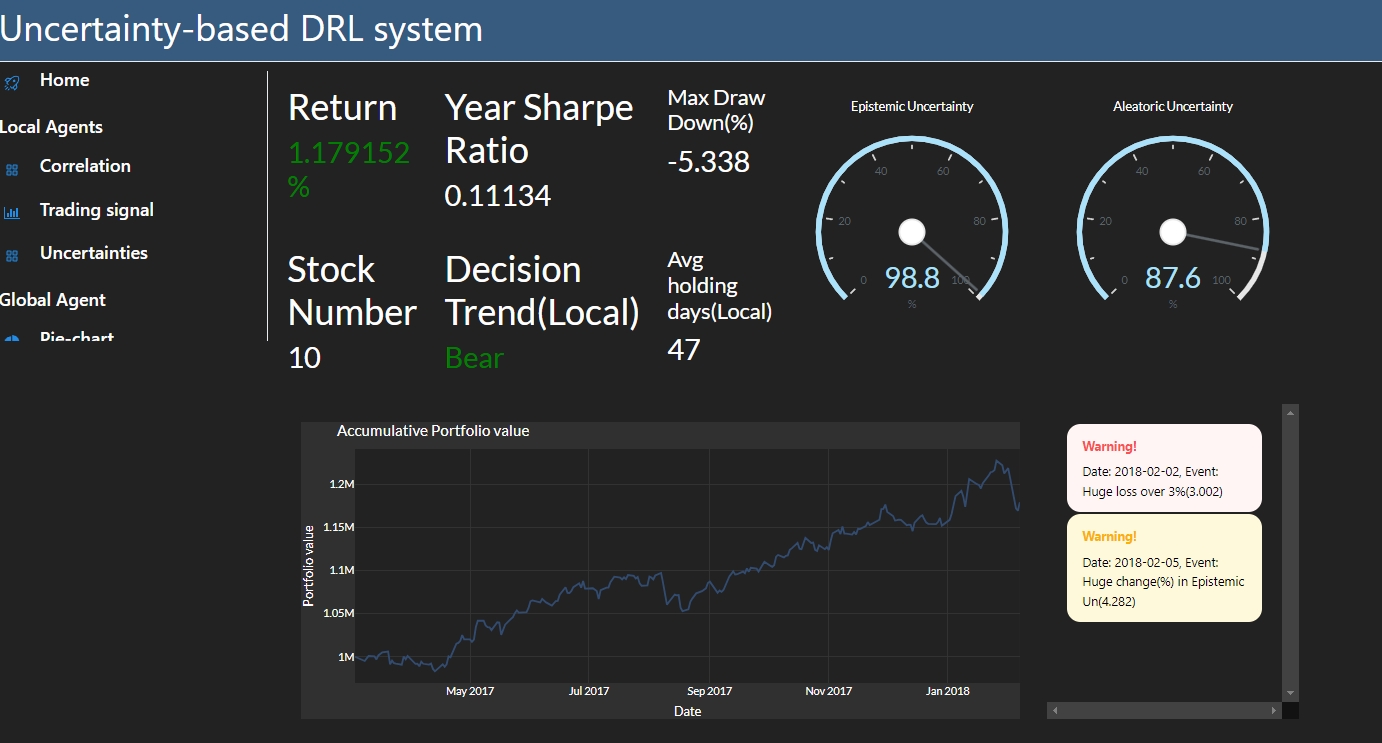 Uncertainty-based DRL system
Home
Local Agents
Correlation
Trading signal
Uncertainties
Global Agent
Pie-chart
Return
1.179152
%
Year Sharpe
Ratio
0.11134
Max Draw
Down(%)
-5.338
Stock
Number
10
Decision
Trend(Local)
Bear
Avg
holding
days(Local)
47
Epistemic Uncertainty
0
20
40
60
80
100
98.8
%
Aleatoric Uncertainty
0
20
40
60
80
100
87.6
%
Accumulative Portfolio value
Portfolio value
1.2M
1.15M
1.1M
1.05M
1M
May 2017
Jul 2017
Sep 2017
Nov 2017
Jan 2018
Date
Warning!
Date: 2018-02-02, Event:
Huge loss over 3%(3.002)
Warning!
Date: 2018-02-05, Event:
Huge change(%) in Epistemic
Un(4.282)